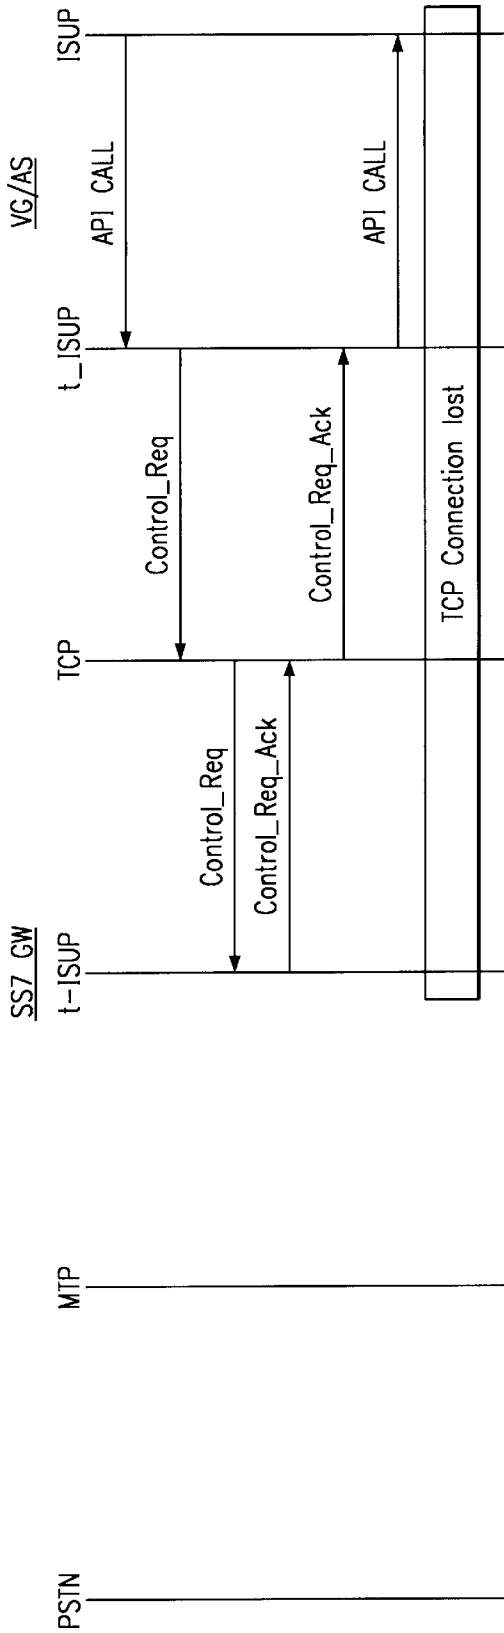 SS7 GW
VG/AS
PSTN
MTP
t-ISUP
TCP
t_ISUP
ISUP
API CALL
Control_Req
Control_Req
Control_Req_Ack
Control_Req_Ack
API CALL
TCP Connection lost